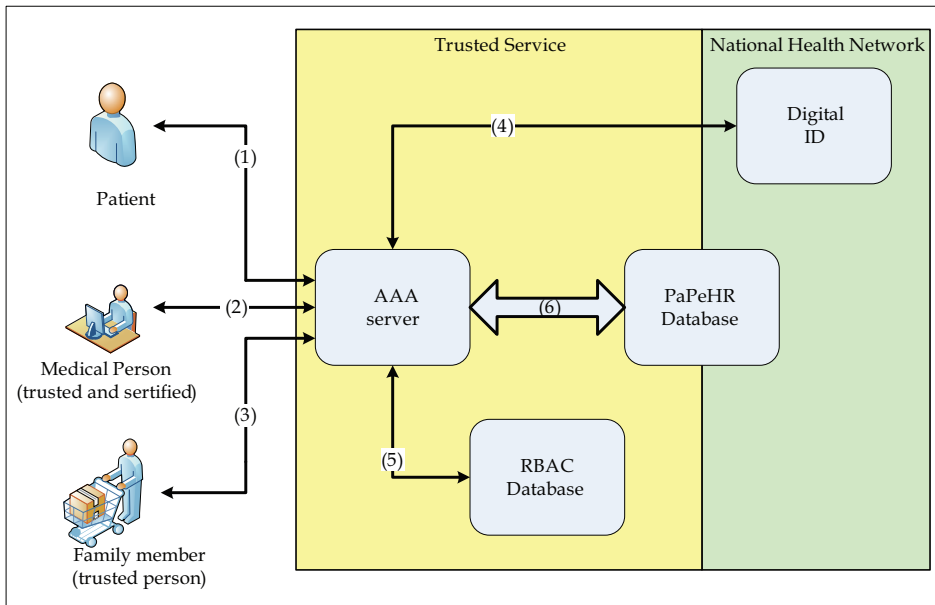 Trusted Service
National Health Network
Digital
ID
(4)
(1)
Patient
AAA
server
(6)
PaPeHR
Database
(2)
Medical Person
(trusted and sertified)
(3)
(5)
RBAC
Database
Family member
(trusted person)